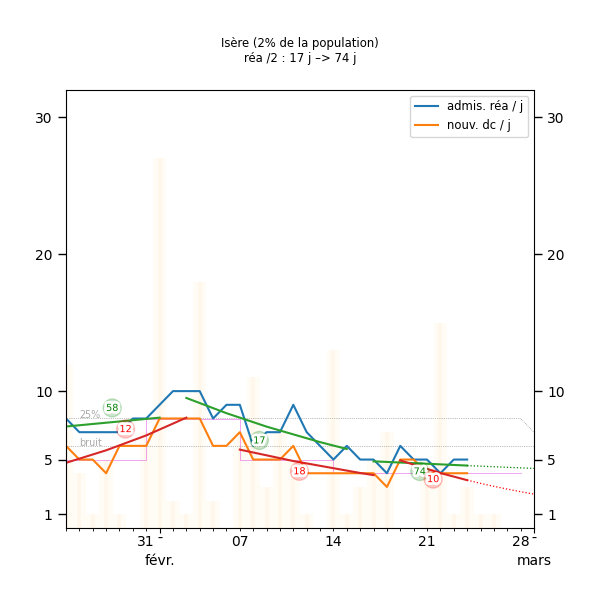 Isère (2% de la population)
réa /2 : 17 j –> 74 j
admis. réa / j
nouv. dc / j
30 30
20 20
10 10
25%
58
12
bruit
17
5 5
18
74
10
1 1
31 07 14 21 28
févr. mars